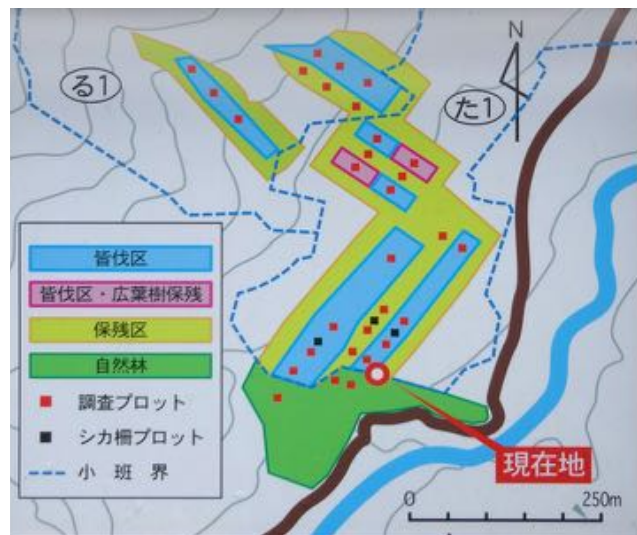 る1
N
た1
皆伐区
皆伐区・広葉樹保残
保残区
自然林
調査プロット
シカ柵プロット
小班界
現在地
0
250m